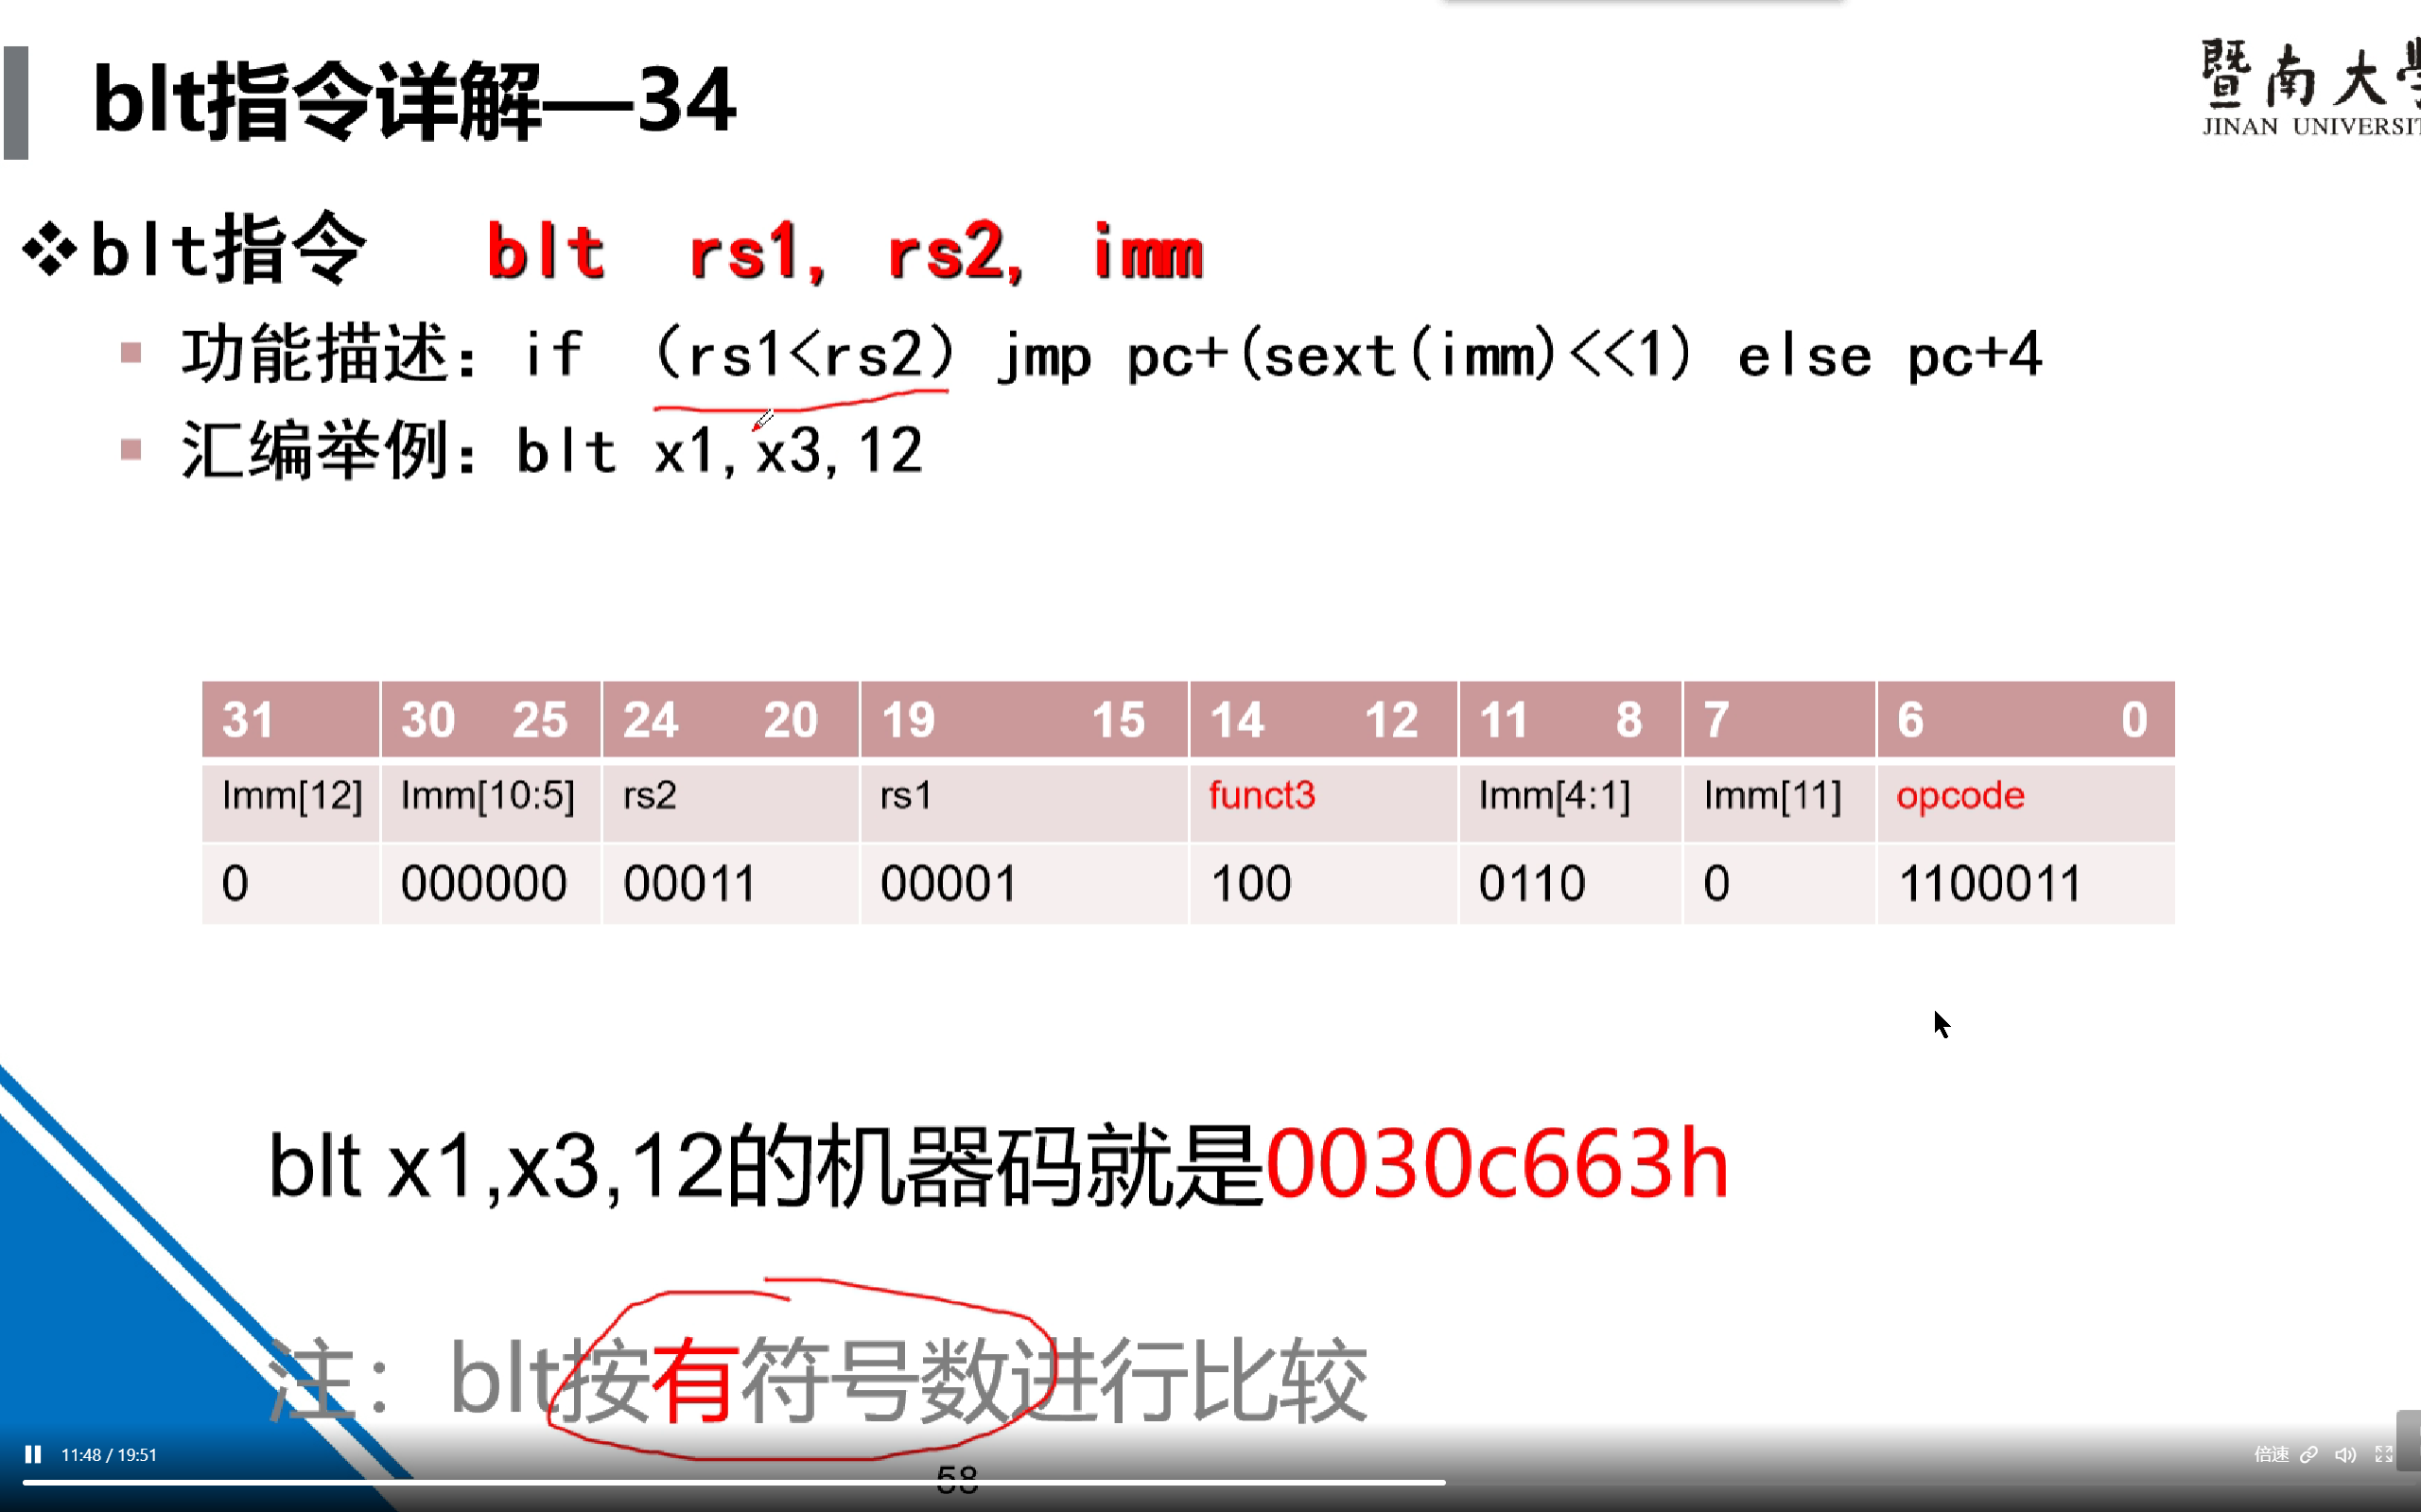 blt指令详解—34
暨南大學
JINAN UNIVERSIT
blt指令 blt rs1, rs2, imm
功能描述: if (rs1<rs2) jmp pc+(sext(imm)<<1) else pc+4
汇编举例: blt x1,x3,12
31 30 25 24 20 19 15 14 12 11 8 7 6 0
Imm[12] Imm[10:5] rs2 rs1 funct3 Imm[4:1] Imm[11] opcode
0 000000 00011 00001 100 0110 0 1100011
blt x1,x3,12的机器码就是0030c663h
注：blt按有符号数进行比较
11:48 / 19:51
倍速
58